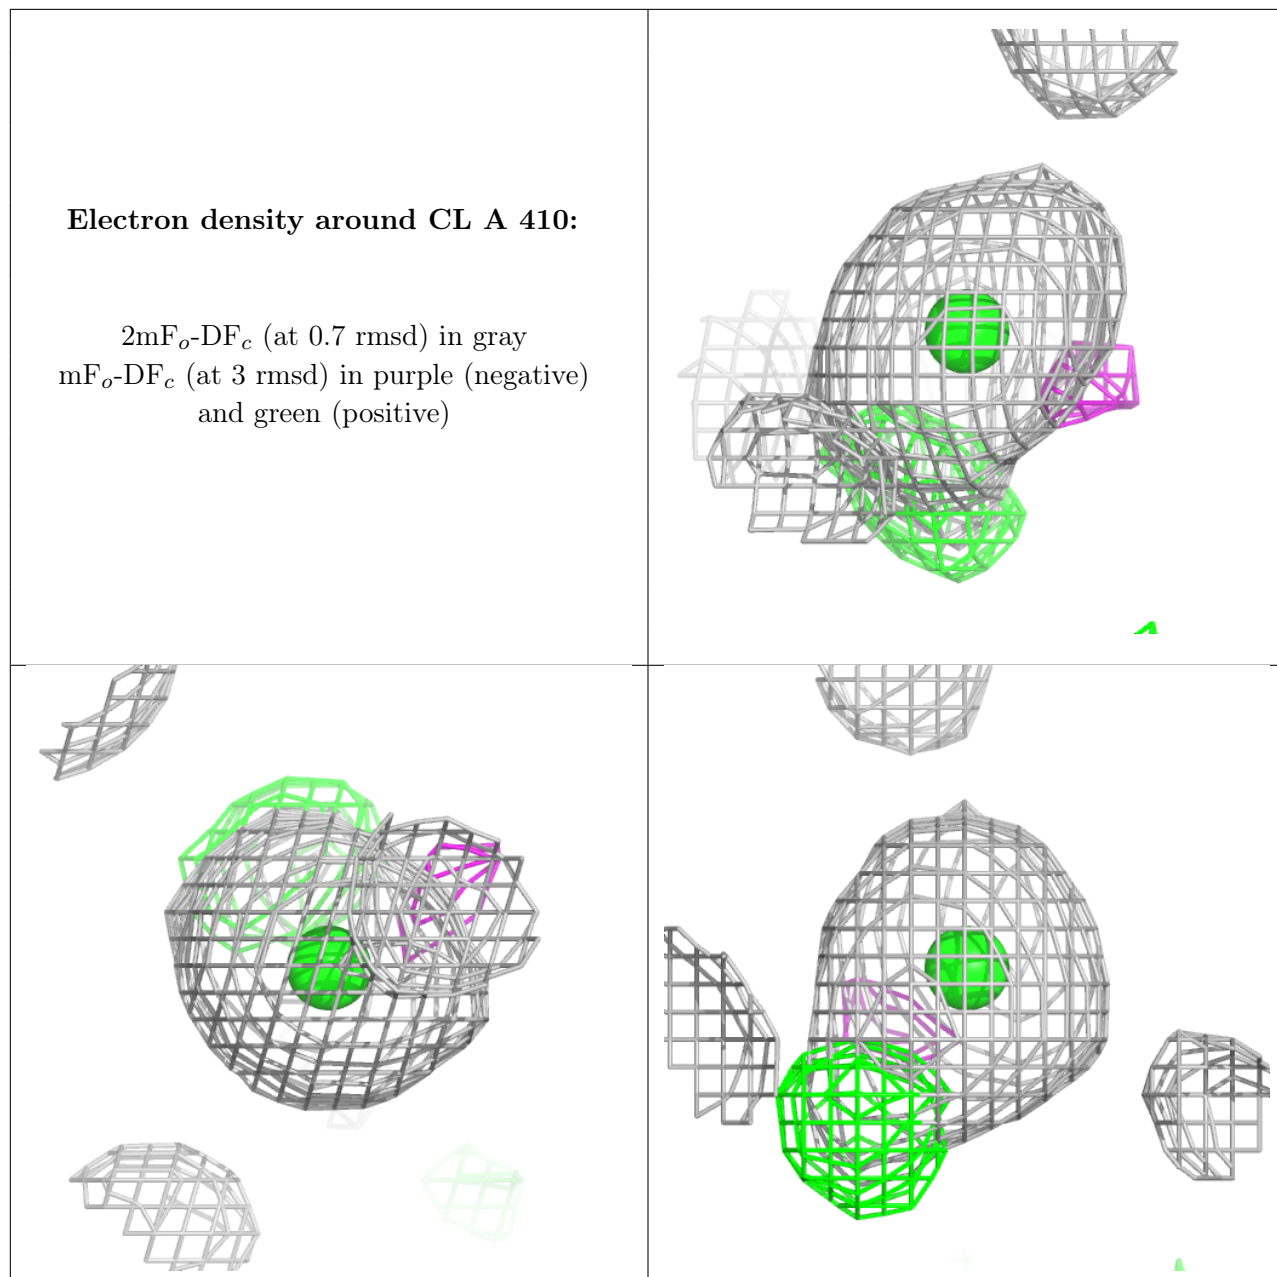 Electron density around CL A 410:
2mFo-DFc (at 0.7 rmsd) in gray
mFo-DFc (at 3 rmsd) in purple (negative)
and green (positive)